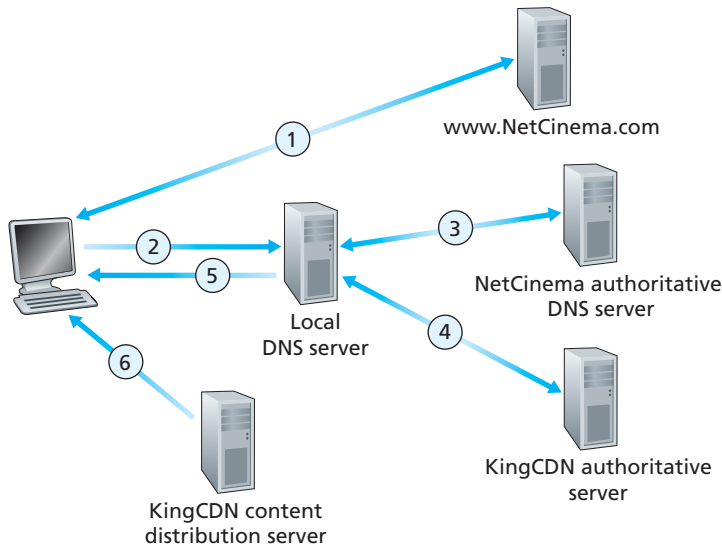 www.NetCinema.com
1
2
3
NetCinema authoritative
DNS server
5
Local
DNS server
4
6
KingCDN authoritative
server
KingCDN content
distribution server